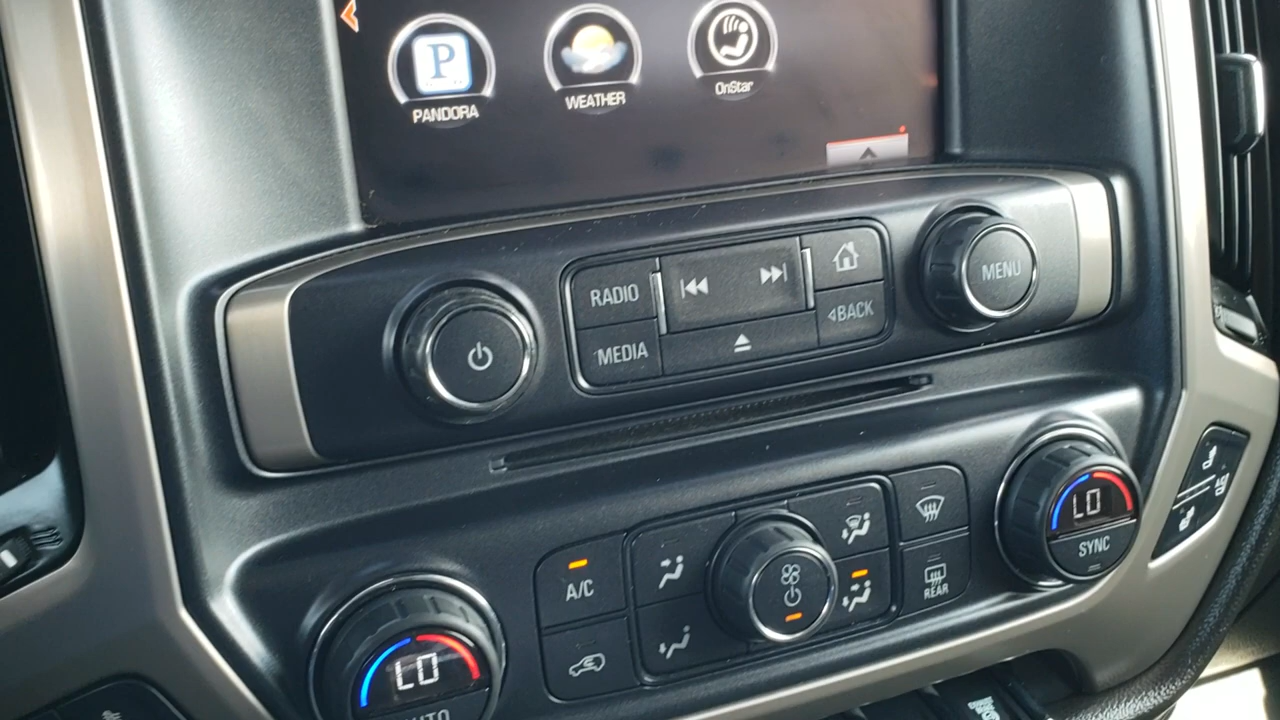 P
PANDORA
WEATHER
OnStar
RADIO
MEDIA
BACK
MENU
A/C
REAR
LO
SYNC
LO
AUTO